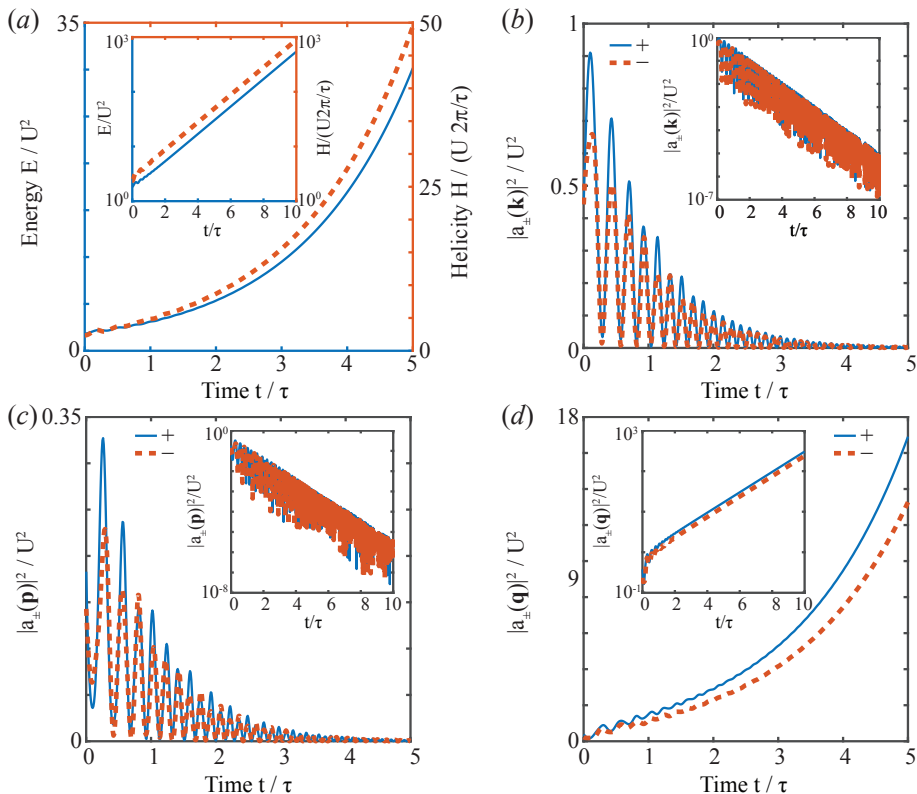 (a)
35
0
Energy E / U²
50
25
0
Helicity H / (U 2π/τ)
0 1 2 3 4 5
Time t / τ
10³
10⁰
E/U²
10³
10⁰
H/(U2π/τ)
0 2 4 6 8 10
t/τ
(b)
1
0.5
0
|a±(k)|² / U²
+
−
0 1 2 3 4 5
Time t / τ
10⁰
10⁻⁷
|a±(k)|²/U²
0 2 4 6 8 10
t/τ
(c)
0.35
0
|a±(p)|² / U²
+
−
0 1 2 3 4 5
Time t / τ
10⁰
10⁻⁸
|a±(p)|²/U²
0 2 4 6 8 10
t/τ
(d)
18
9
0
|a±(q)|² / U²
+
−
0 1 2 3 4 5
Time t / τ
10³
10⁻¹
|a±(q)|²/U²
0 2 4 6 8 10
t/τ